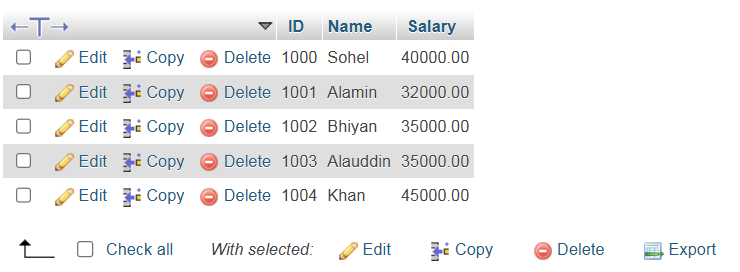 ID Name Salary
Edit Copy Delete 1000 Sohel 40000.00
Edit Copy Delete 1001 Alamin 32000.00
Edit Copy Delete 1002 Bhiyan 35000.00
Edit Copy Delete 1003 Alauddin 35000.00
Edit Copy Delete 1004 Khan 45000.00
Check all With selected: Edit Copy Delete Export